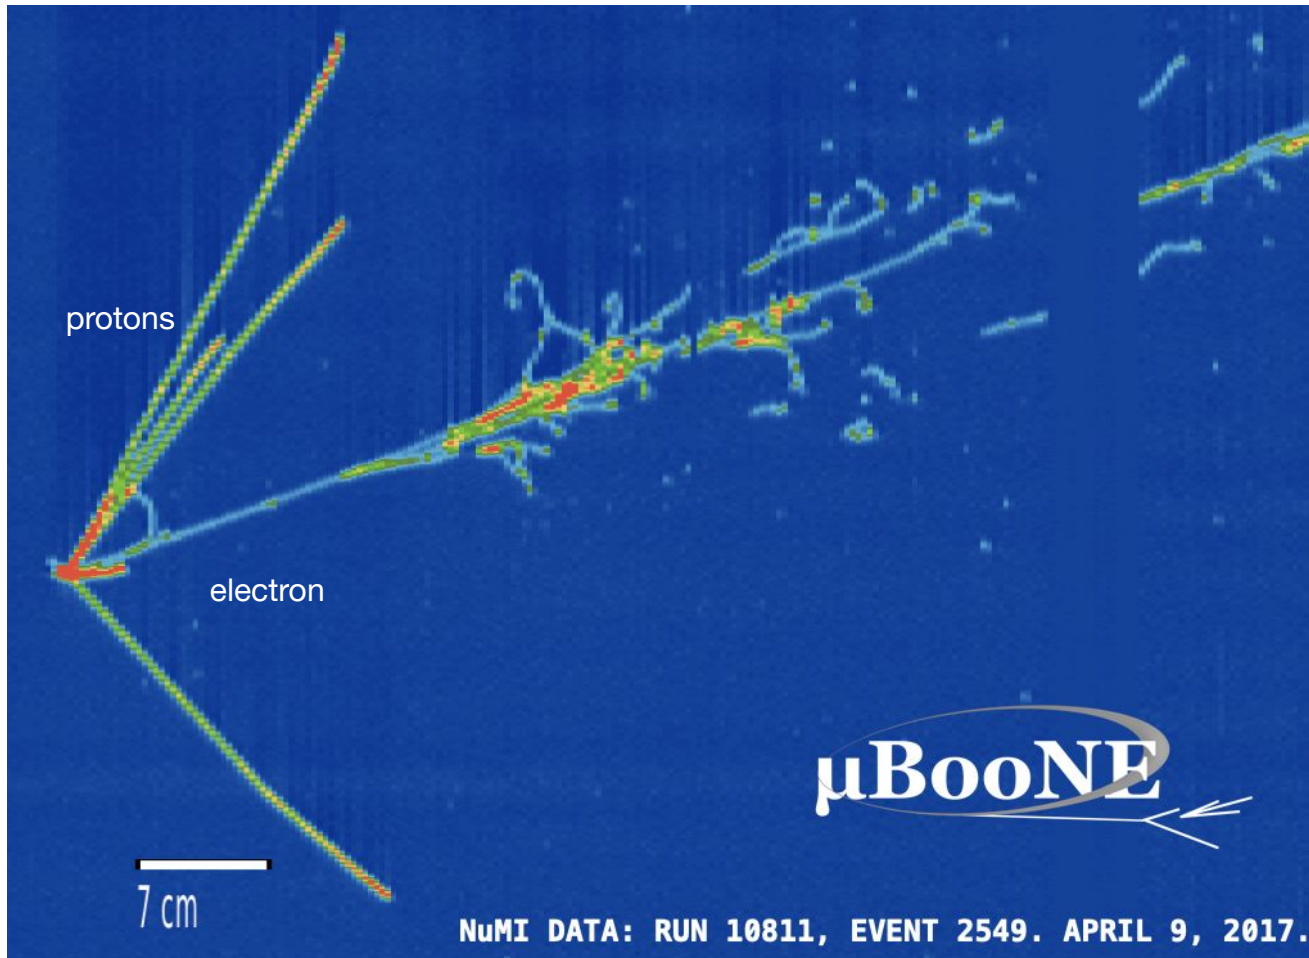 protons
electron
µBooNE
7 cm
NuMI DATA: RUN 10811, EVENT 2549. APRIL 9, 2017.